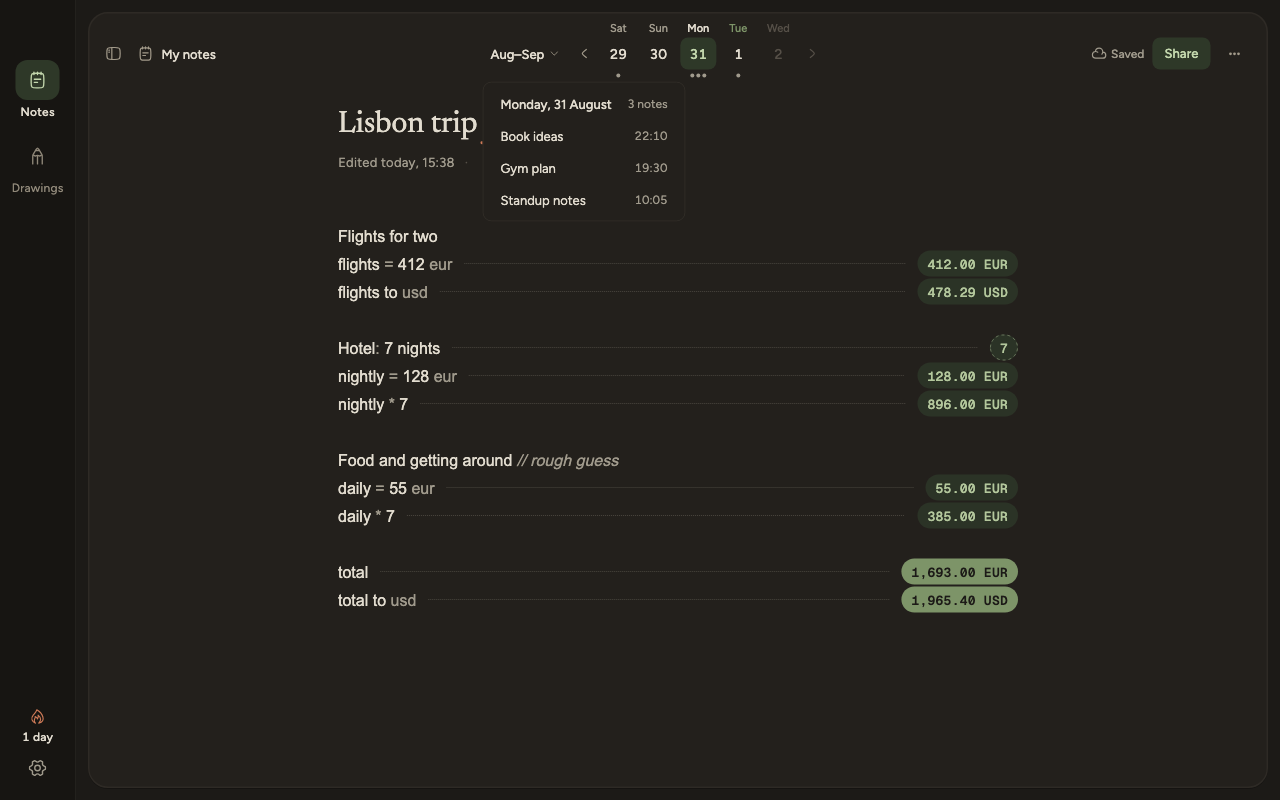 Notes
Drawings
1 day
My notes
Aug–Sep
Sat Sun Mon Tue Wed
29 30 31 1 2
Saved
Share
Monday, 31 August 3 notes
Book ideas 22:10
Gym plan 19:30
Standup notes 10:05
Lisbon trip
Edited today, 15:38 ·
Flights for two
flights = 412 eur 412.00 EUR
flights to usd 478.29 USD
Hotel: 7 nights 7
nightly = 128 eur 128.00 EUR
nightly * 7 896.00 EUR
Food and getting around // rough guess
daily = 55 eur 55.00 EUR
daily * 7 385.00 EUR
total 1,693.00 EUR
total to usd 1,965.40 USD